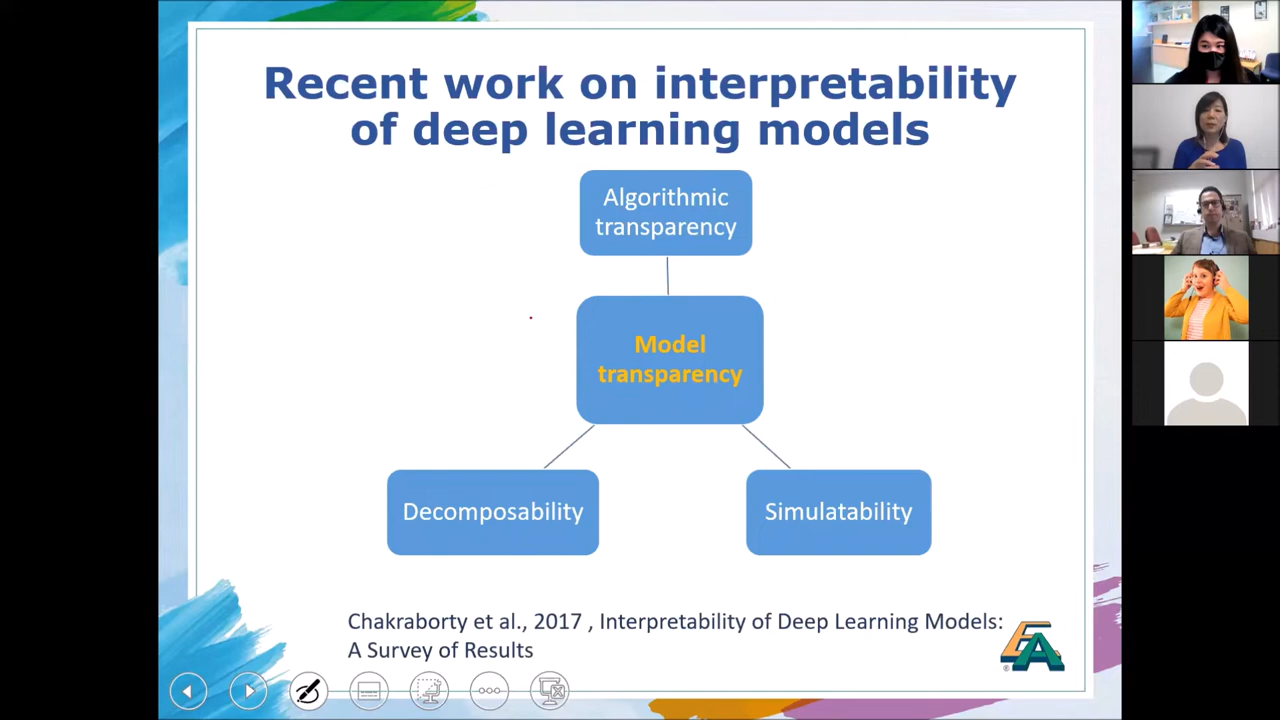 Recent work on interpretability
of deep learning models
Algorithmic
transparency
Model
transparency
Decomposability
Simulatability
Chakraborty et al., 2017 , Interpretability of Deep Learning Models:
A Survey of Results
EA
®